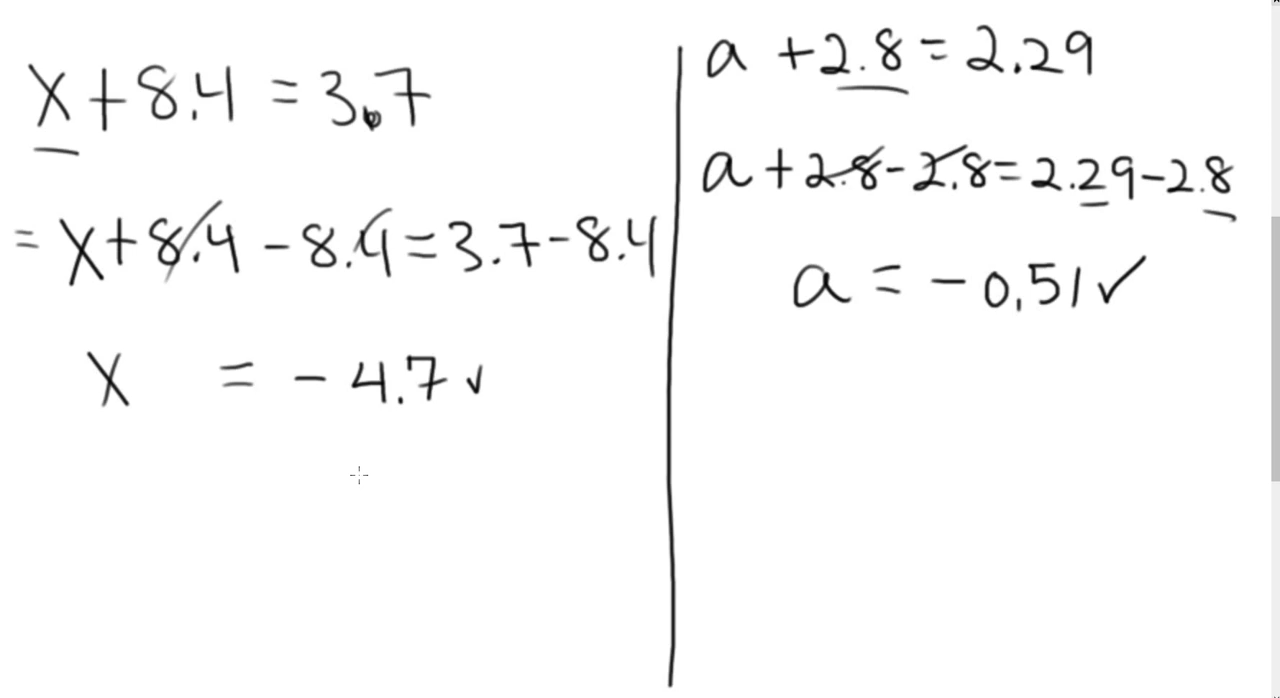 x + 8.4 = 3.7
= x + 8.4 - 8.4 = 3.7 - 8.4
x = - 4.7 ✓
a + 2.8 = 2.29
a + 2.8 - 2.8 = 2.29 - 2.8
a = - 0.51 ✓